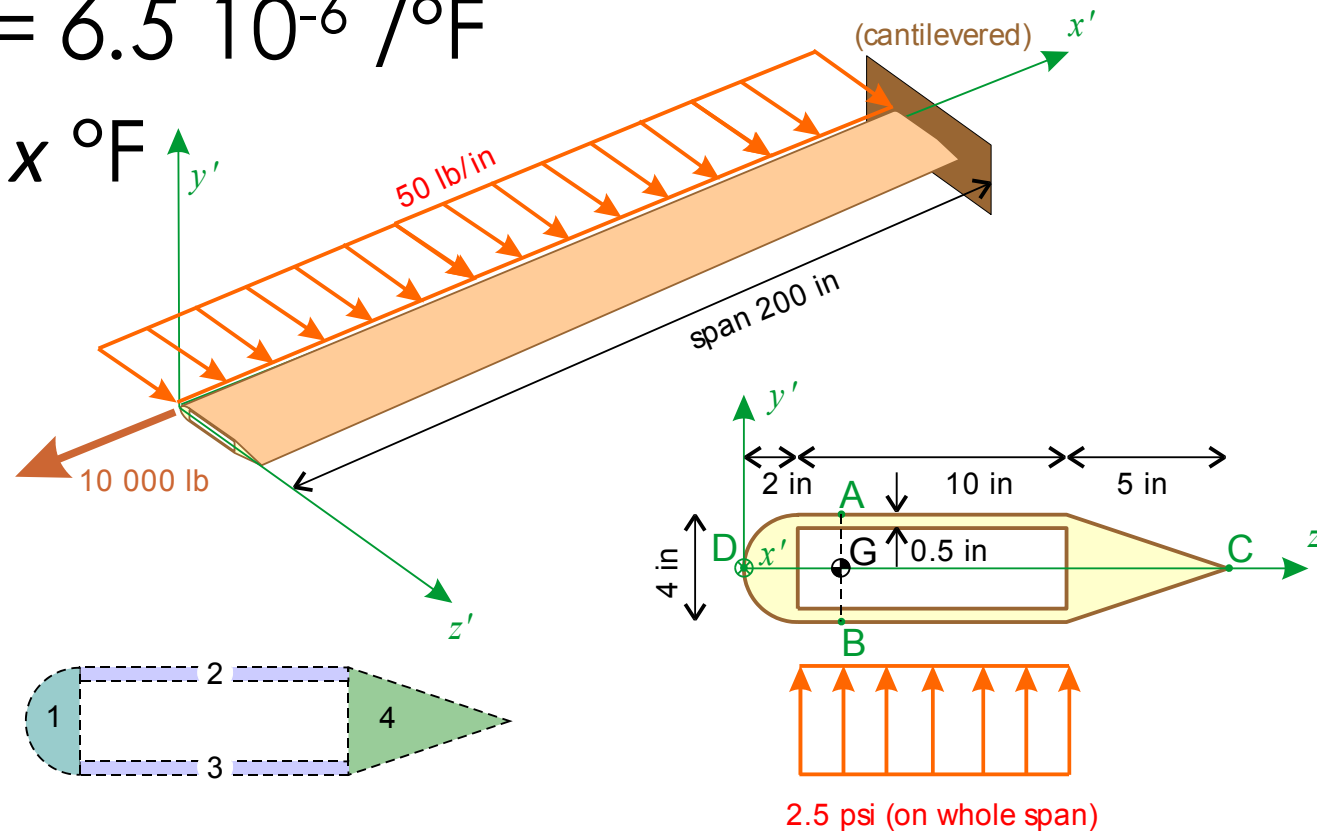 = 6.5 10-6 /°F
x °F
(cantilevered)
x'
y'
50 lb/in
span 200 in
10 000 lb
z'
y'
2 in
10 in
5 in
A
D
x'
G
0.5 in
C
z
4 in
B
1
2
3
4
2.5 psi (on whole span)